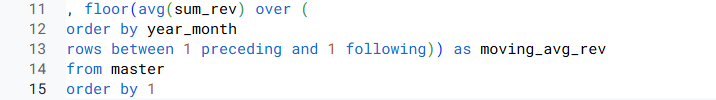 11 , floor(avg(sum_rev) over (
12 order by year_month
13 rows between 1 preceding and 1 following)) as moving_avg_rev
14 from master
15 order by 1